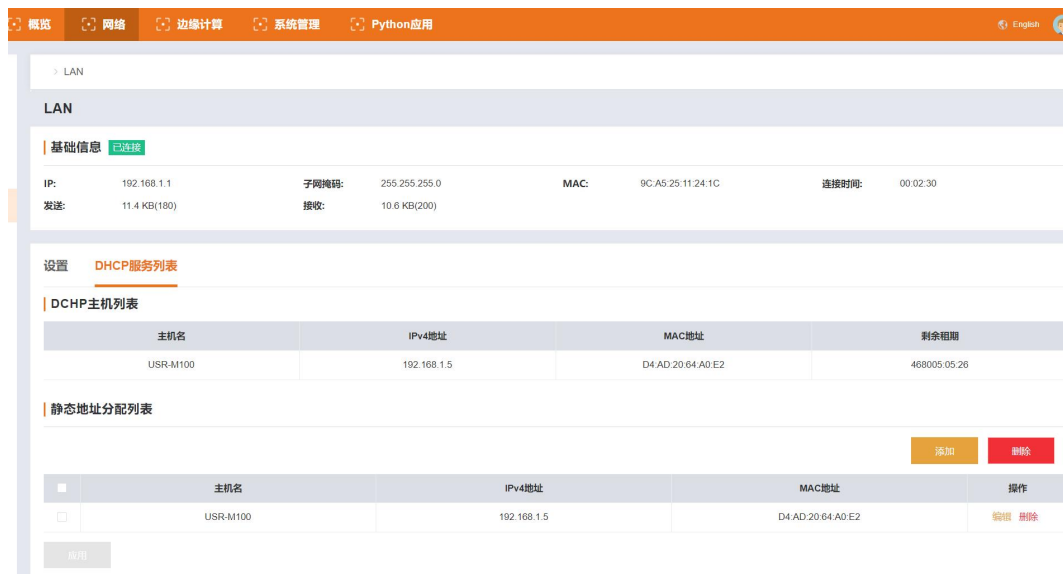 概览 网络 边缘计算 系统管理 Python应用 English
> LAN
LAN
基础信息 已连接
IP: 192.168.1.1 子网掩码: 255.255.255.0 MAC: 9C:A5:25:11:24:1C 连接时间: 00:02:30
发送: 11.4 KB(180) 接收: 10.6 KB(200)
设置 DHCP服务列表
DCHP主机列表
主机名 IPv4地址 MAC地址 剩余租期
USR-M100 192.168.1.5 D4:AD:20:64:A0:E2 468005:05:26
静态地址分配列表
添加 删除
主机名 IPv4地址 MAC地址 操作
USR-M100 192.168.1.5 D4:AD:20:64:A0:E2 编辑 删除
应用